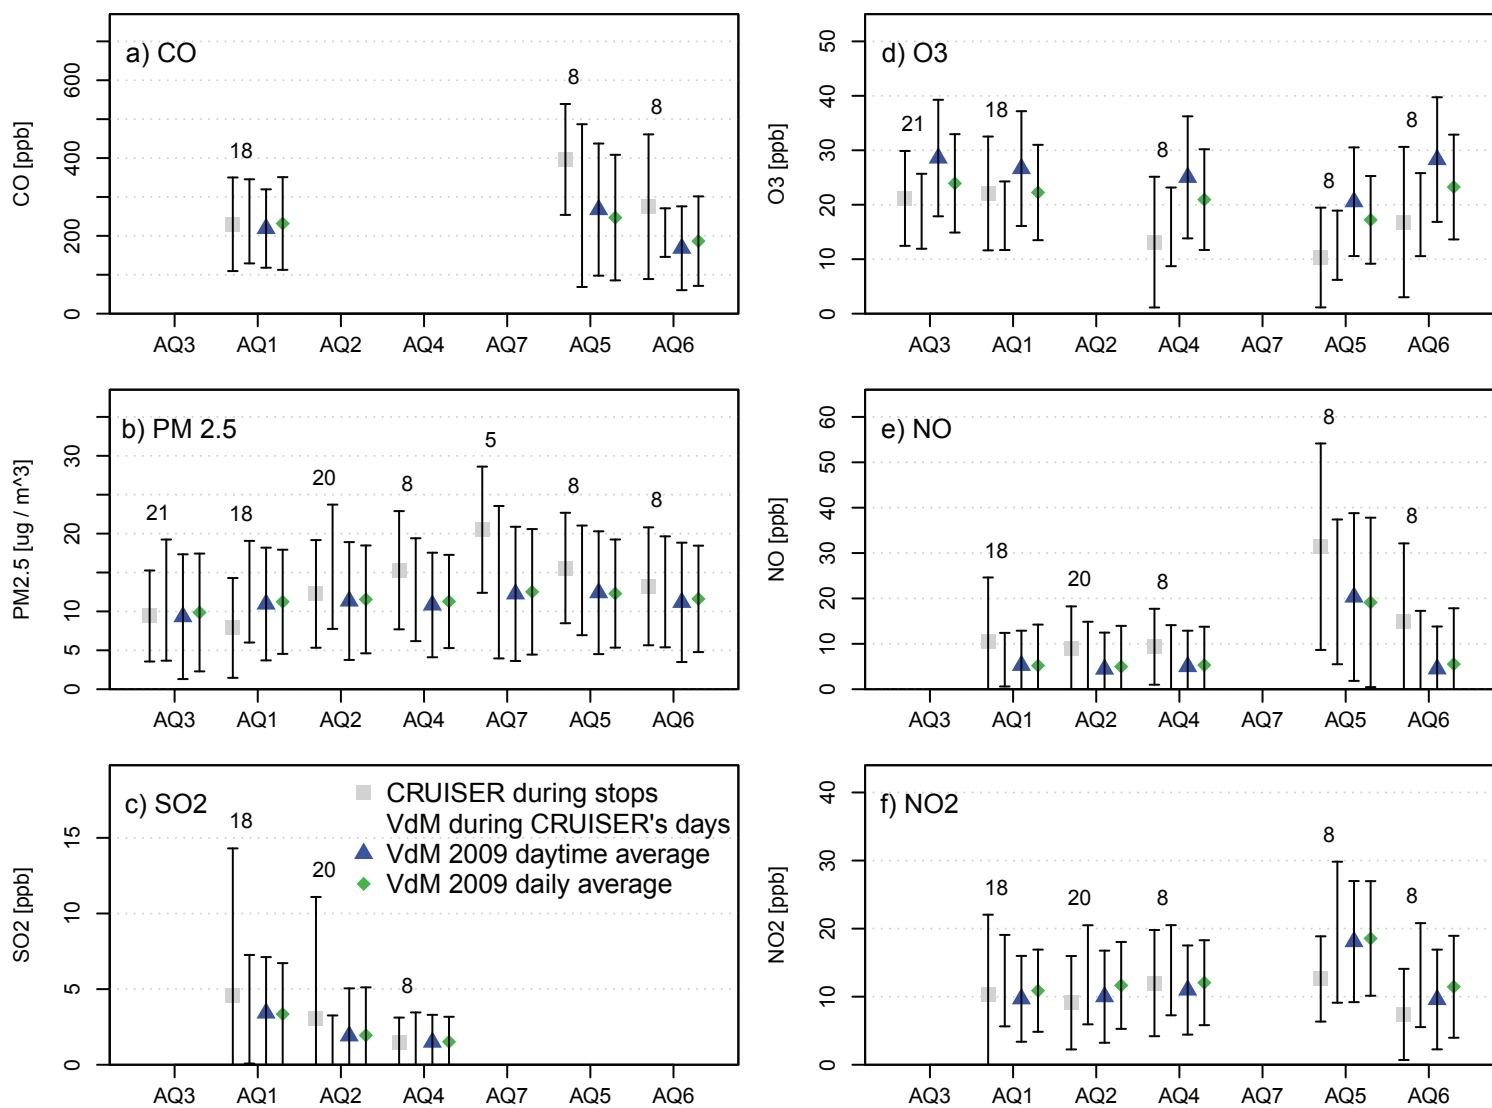 a) CO
CO [ppb]
0
200
400
600
18
8
8
AQ3 AQ1 AQ2 AQ4 AQ7 AQ5 AQ6
d) O3
O3 [ppb]
0
10
20
30
40
50
21
18
8
8
8
AQ3 AQ1 AQ2 AQ4 AQ7 AQ5 AQ6
b) PM 2.5
PM2.5 [ug / m^3]
0
5
10
20
30
21
18
20
8
5
8
8
AQ3 AQ1 AQ2 AQ4 AQ7 AQ5 AQ6
e) NO
NO [ppb]
0
10
20
30
40
50
60
18
20
8
8
8
AQ3 AQ1 AQ2 AQ4 AQ7 AQ5 AQ6
c) SO2
SO2 [ppb]
0
5
10
15
18
20
8
CRUISER during stops
VdM during CRUISER's days
VdM 2009 daytime average
VdM 2009 daily average
AQ3 AQ1 AQ2 AQ4 AQ7 AQ5 AQ6
f) NO2
NO2 [ppb]
0
10
20
30
40
18
20
8
8
8
AQ3 AQ1 AQ2 AQ4 AQ7 AQ5 AQ6